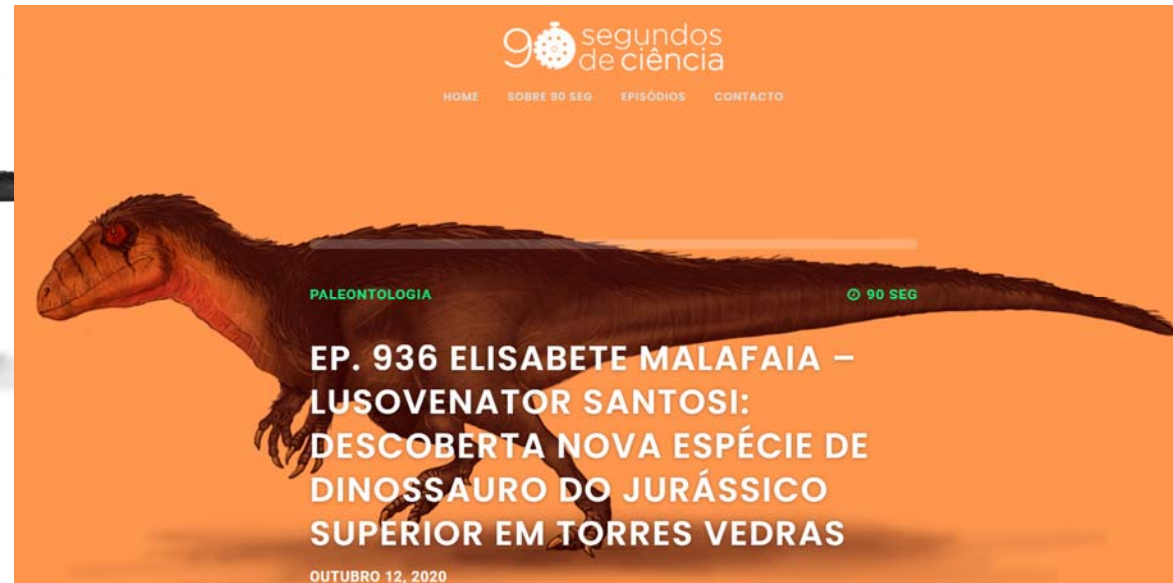 90 segundos
de ciência
HOME SOBRE 90 SEG EPISÓDIOS CONTACTO
PALEONTOLOGIA 90 SEG
EP. 936 ELISABETE MALAFAIA –
LUSOVENATOR SANTOSI:
DESCOBERTA NOVA ESPÉCIE DE
DINOSSAURO DO JURÁSSICO
SUPERIOR EM TORRES VEDRAS
OUTUBRO 12, 2020